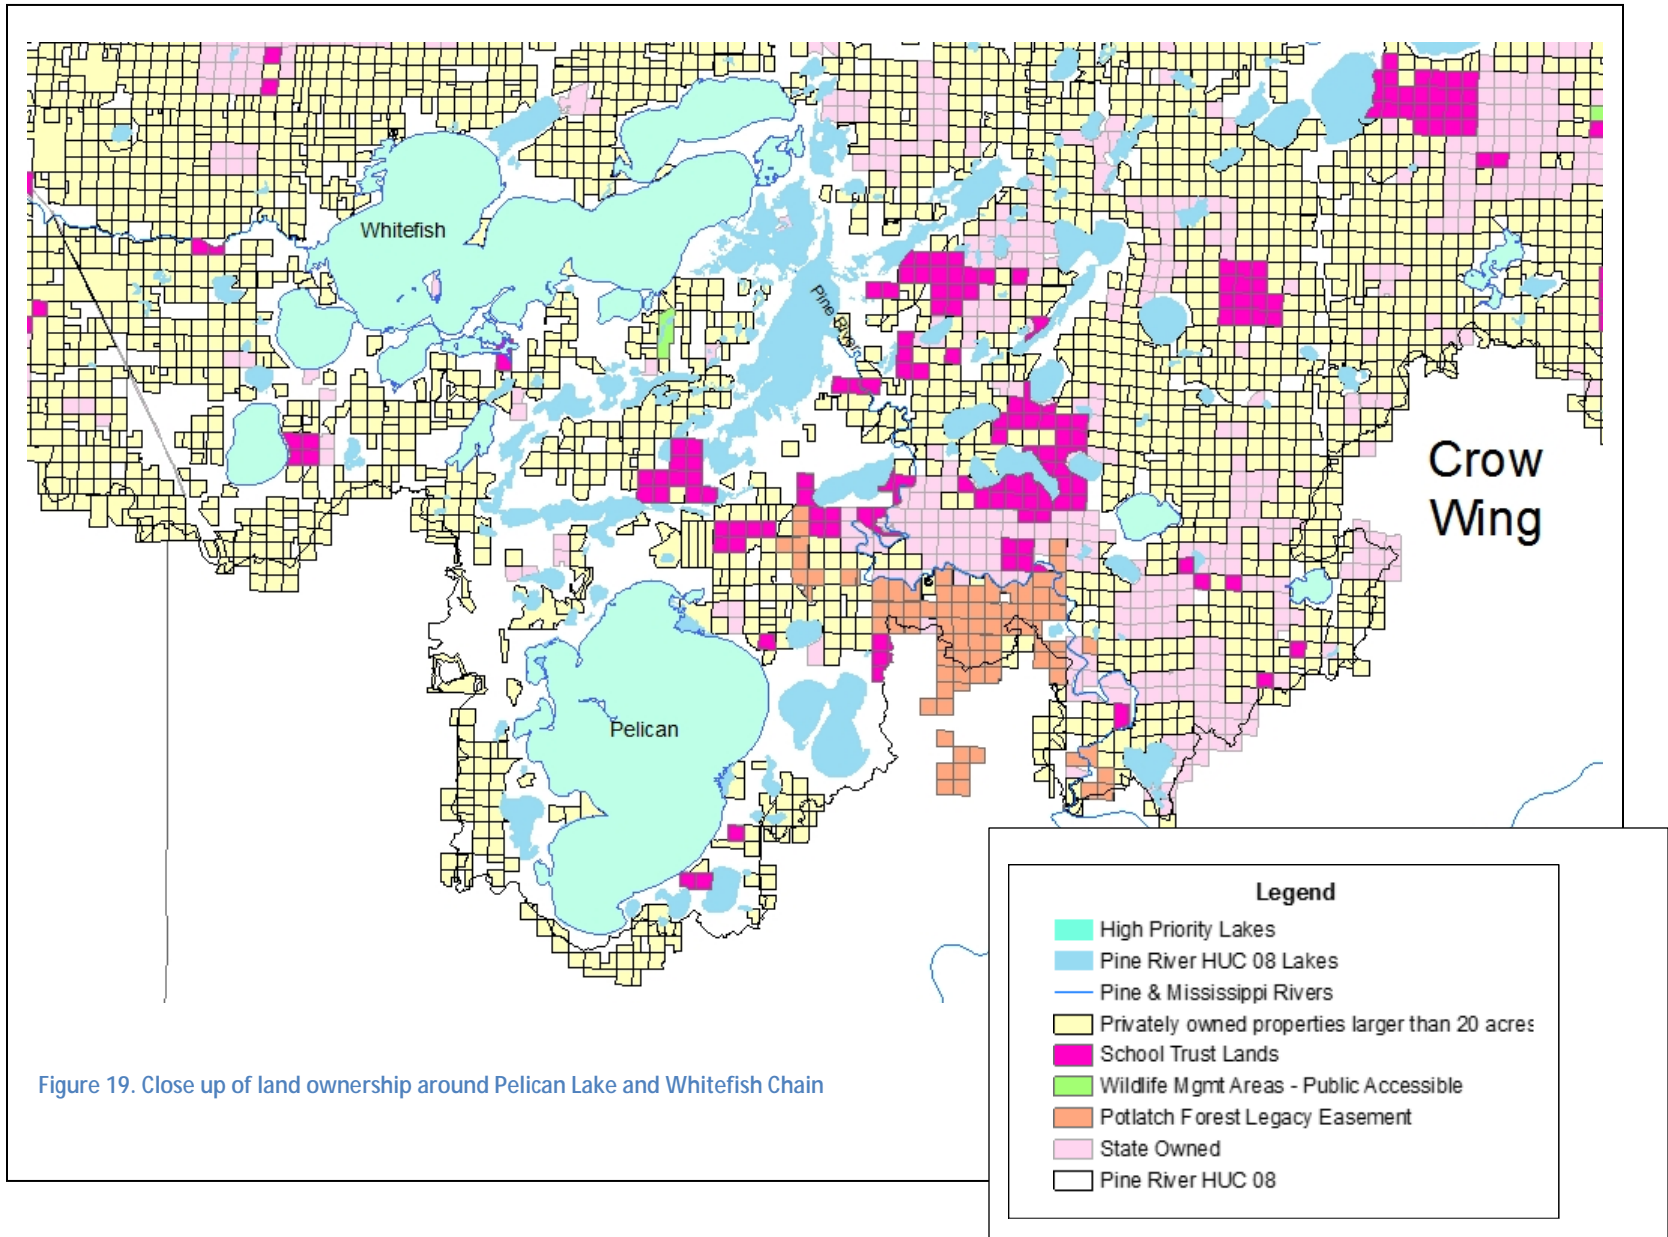 Whitefish
Pine River
Crow
Wing
Pelican
Legend
High Priority Lakes
Pine River HUC 08 Lakes
Pine & Mississippi Rivers
Privately owned properties larger than 20 acres
School Trust Lands
Wildlife Mgmt Areas - Public Accessible
Potlatch Forest Legacy Easement
State Owned
Pine River HUC 08
Figure 19. Close up of land ownership around Pelican Lake and Whitefish Chain